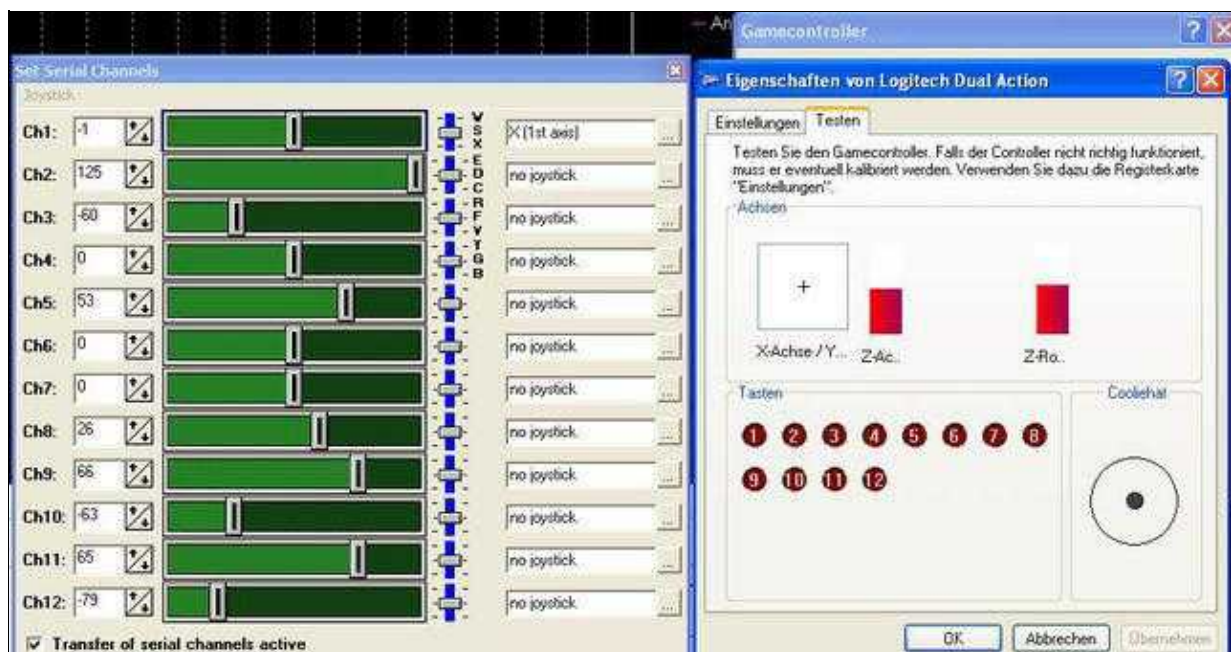 An
Gamecontroller
Set Serial Channels
Joystick
Ch1: -1 X (1st axis) ...
Ch2: 125 no joystick ...
Ch3: -60 no joystick ...
Ch4: 0 no joystick ...
Ch5: 53 no joystick ...
Ch6: 0 no joystick ...
Ch7: 0 no joystick ...
Ch8: 26 no joystick ...
Ch9: 66 no joystick ...
Ch10: -63 no joystick ...
Ch11: 65 no joystick ...
Ch12: -79 no joystick ...
W
S
X
E
D
C
R
F
V
T
G
B
Transfer of serial channels active
Eigenschaften von Logitech Dual Action
Einstellungen Testen
Testen Sie den Gamecontroller. Falls der Controller nicht richtig funktioniert,
muss er eventuell kalibriert werden. Verwenden Sie dazu die Registerkarte
"Einstellungen".
Achsen
X-Achse / Y... Z-Ac.. Z-Ro..
Tasten
1 2 3 4 5 6 7 8
9 10 11 12
Cooliehat
OK Abbrechen Übernehmen